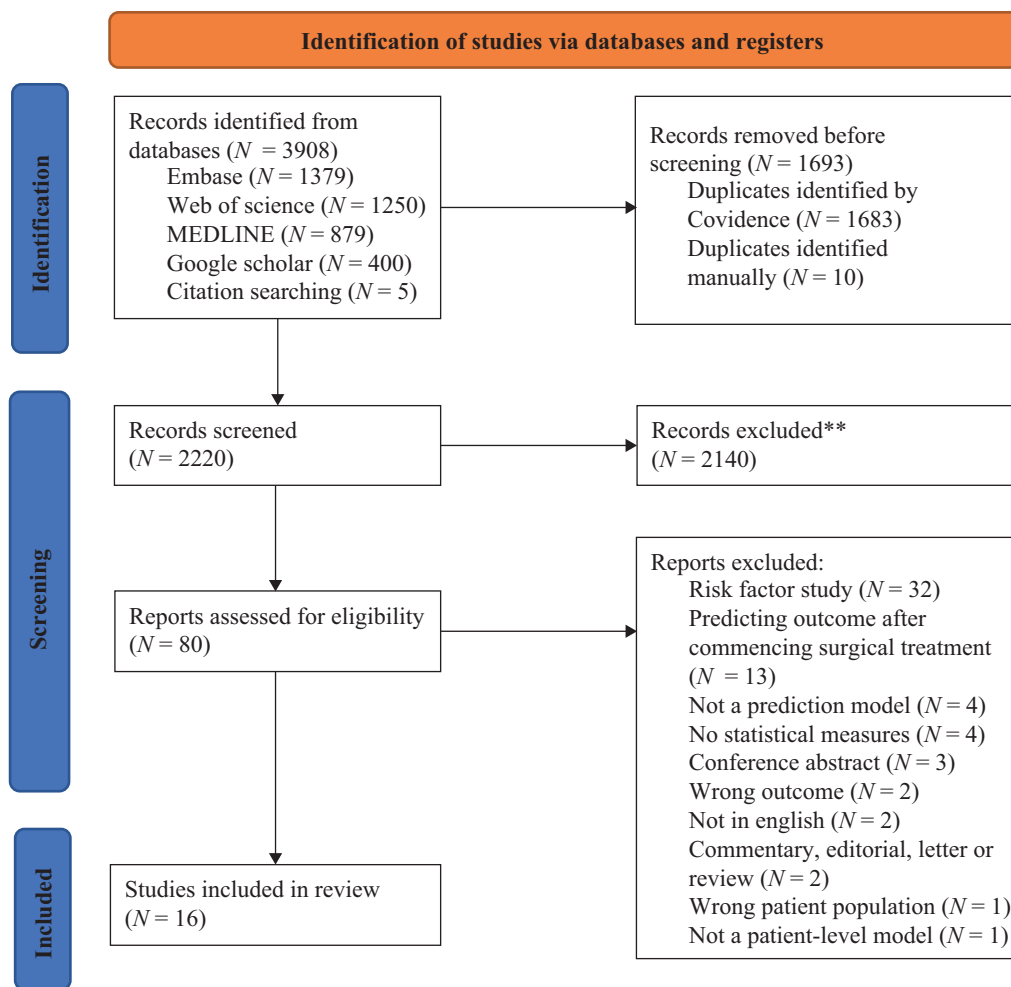 Identification of studies via databases and registers
Identification
Records identified from
databases (N = 3908)
Embase (N = 1379)
Web of science (N = 1250)
MEDLINE (N = 879)
Google scholar (N = 400)
Citation searching (N = 5)
Records removed before
screening (N = 1693)
Duplicates identified by
Covidence (N = 1683)
Duplicates identified
manually (N = 10)
Screening
Records screened
(N = 2220)
Records excluded**
(N = 2140)
Reports assessed for eligibility
(N = 80)
Reports excluded:
Risk factor study (N = 32)
Predicting outcome after
commencing surgical treatment
(N = 13)
Not a prediction model (N = 4)
No statistical measures (N = 4)
Conference abstract (N = 3)
Wrong outcome (N = 2)
Not in english (N = 2)
Commentary, editorial, letter or
review (N = 2)
Wrong patient population (N = 1)
Not a patient-level model (N = 1)
Included
Studies included in review
(N = 16)